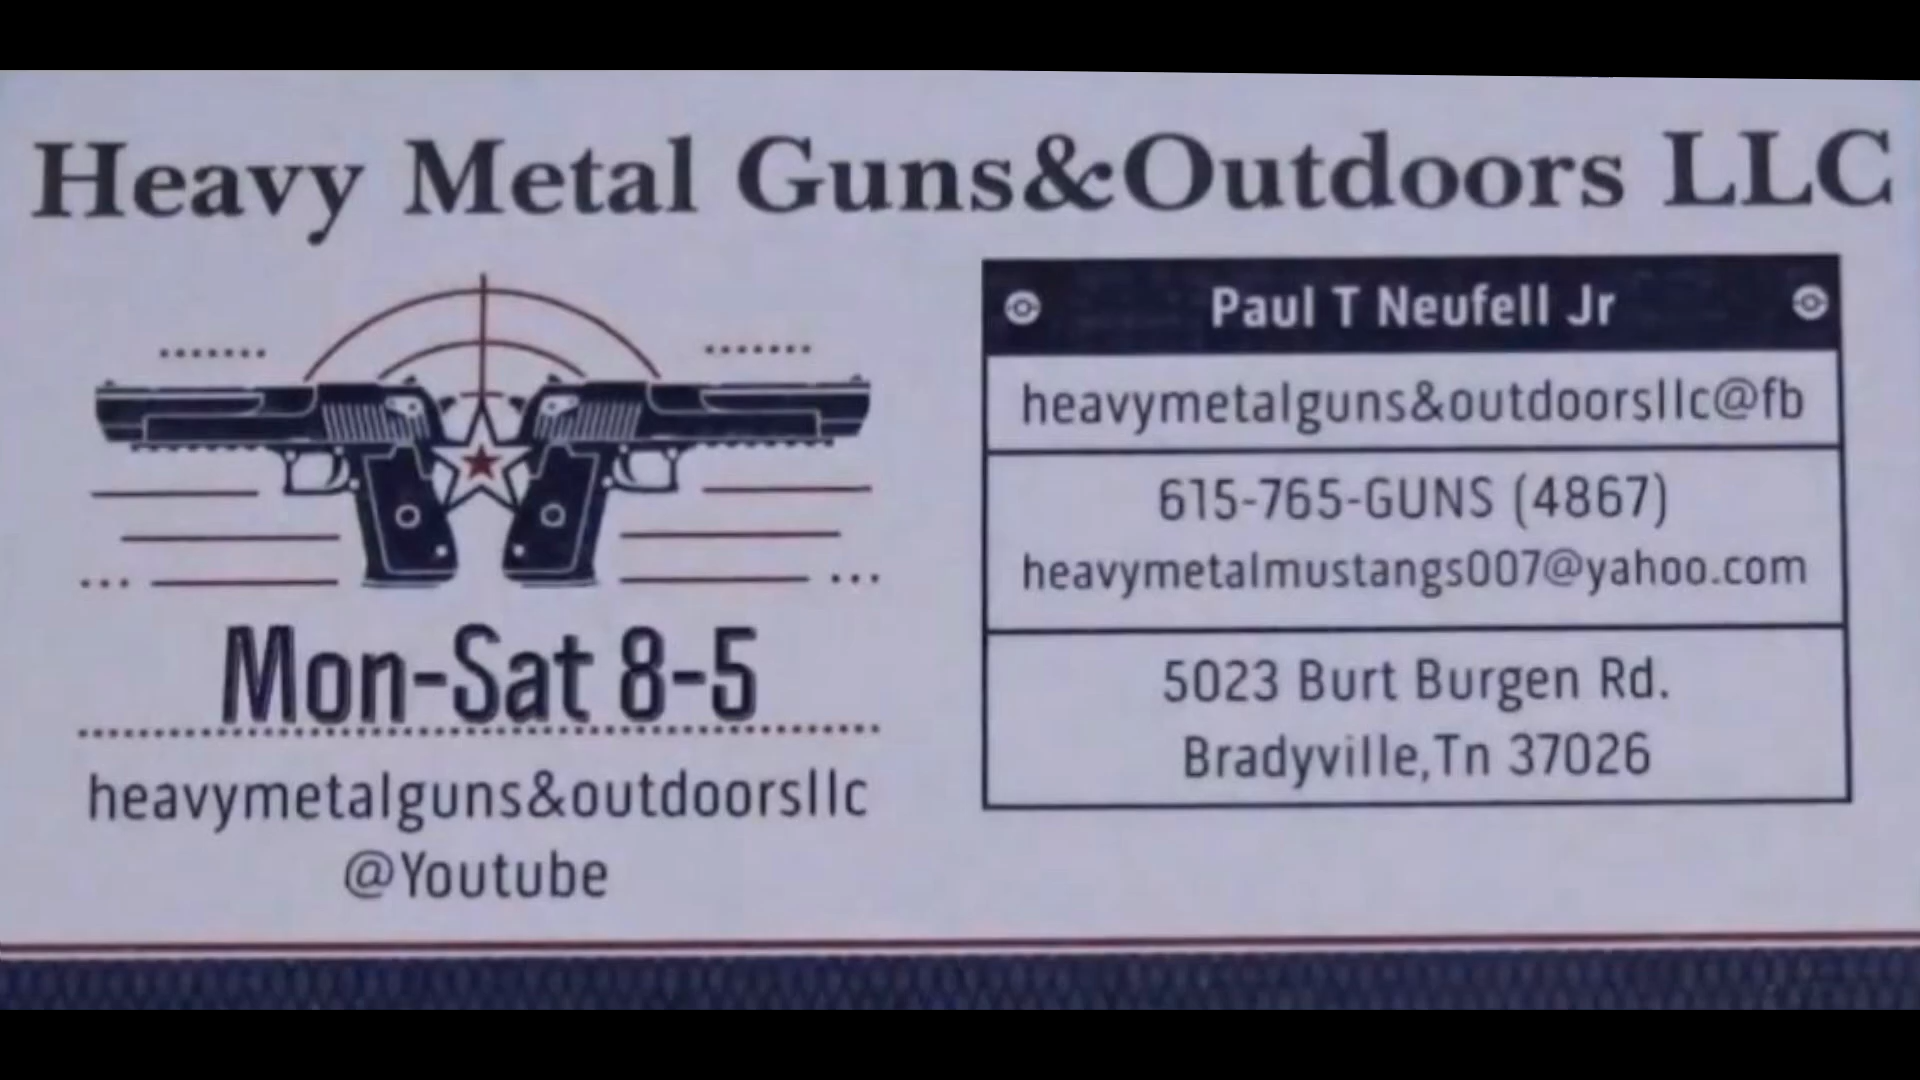 Heavy Metal Guns&Outdoors LLC
Mon-Sat 8-5
heavymetalguns&outdoorsllc
@Youtube
Paul T Neufell Jr
heavymetalguns&outdoorsllc@fb
615-765-GUNS (4867)
heavymetalmustangs007@yahoo.com
5023 Burt Burgen Rd.
Bradyville,Tn 37026